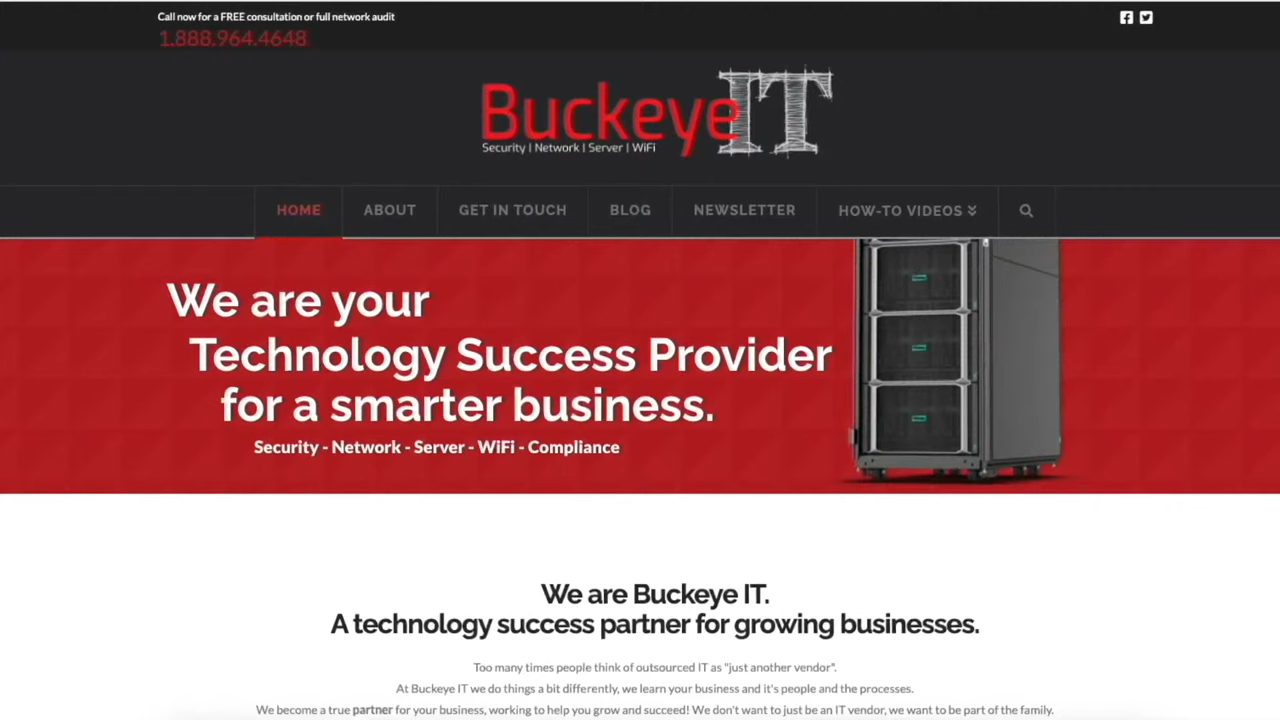 Call now for a FREE consultation or full network audit
1.888.964.4648
BuckeyeIT
Security | Network | Server | WiFi
HOME ABOUT GET IN TOUCH BLOG NEWSLETTER HOW-TO VIDEOS
We are your
Technology Success Provider
for a smarter business.
Security - Network - Server - WiFi - Compliance
We are Buckeye IT.
A technology success partner for growing businesses.
Too many times people think of outsourced IT as "just another vendor".
At Buckeye IT we do things a bit differently, we learn your business and it's people and the processes.
We become a true partner for your business, working to help you grow and succeed! We don't want to just be an IT vendor, we want to be part of the family.